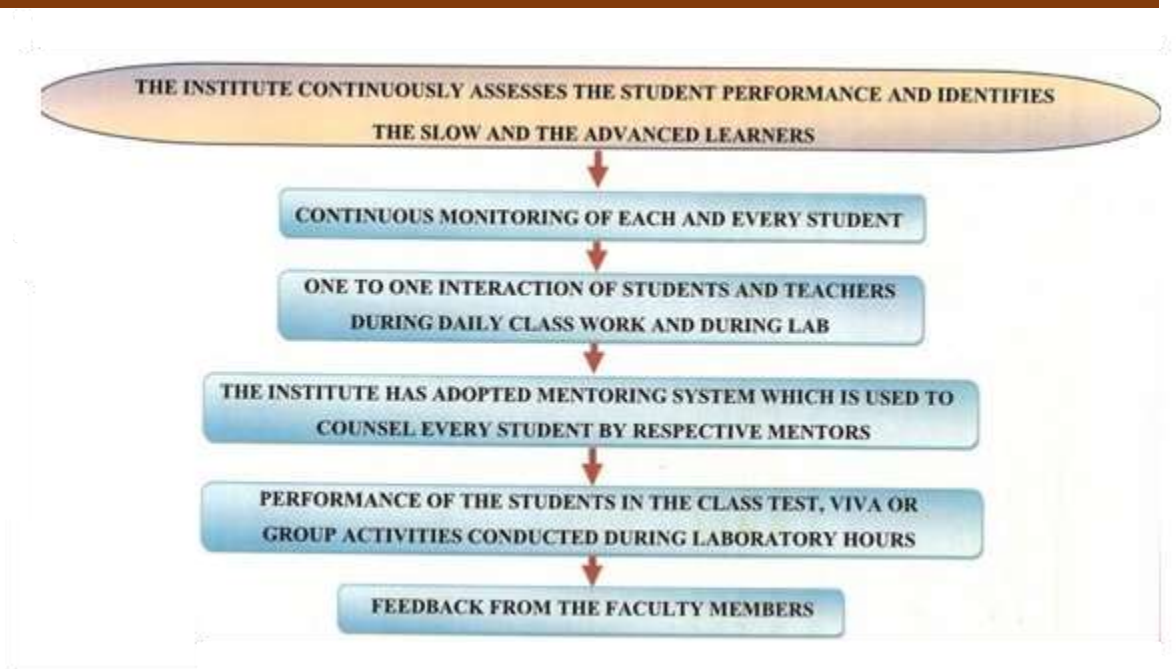 THE INSTITUTE CONTINUOUSLY ASSESSES THE STUDENT PERFORMANCE AND IDENTIFIES
THE SLOW AND THE ADVANCED LEARNERS
CONTINUOUS MONITORING OF EACH AND EVERY STUDENT
ONE TO ONE INTERACTION OF STUDENTS AND TEACHERS
DURING DAILY CLASS WORK AND DURING LAB
THE INSTITUTE HAS ADOPTED MENTORING SYSTEM WHICH IS USED TO
COUNSEL EVERY STUDENT BY RESPECTIVE MENTORS
PERFORMANCE OF THE STUDENTS IN THE CLASS TEST, VIVA OR
GROUP ACTIVITIES CONDUCTED DURING LABORATORY HOURS
FEEDBACK FROM THE FACULTY MEMBERS